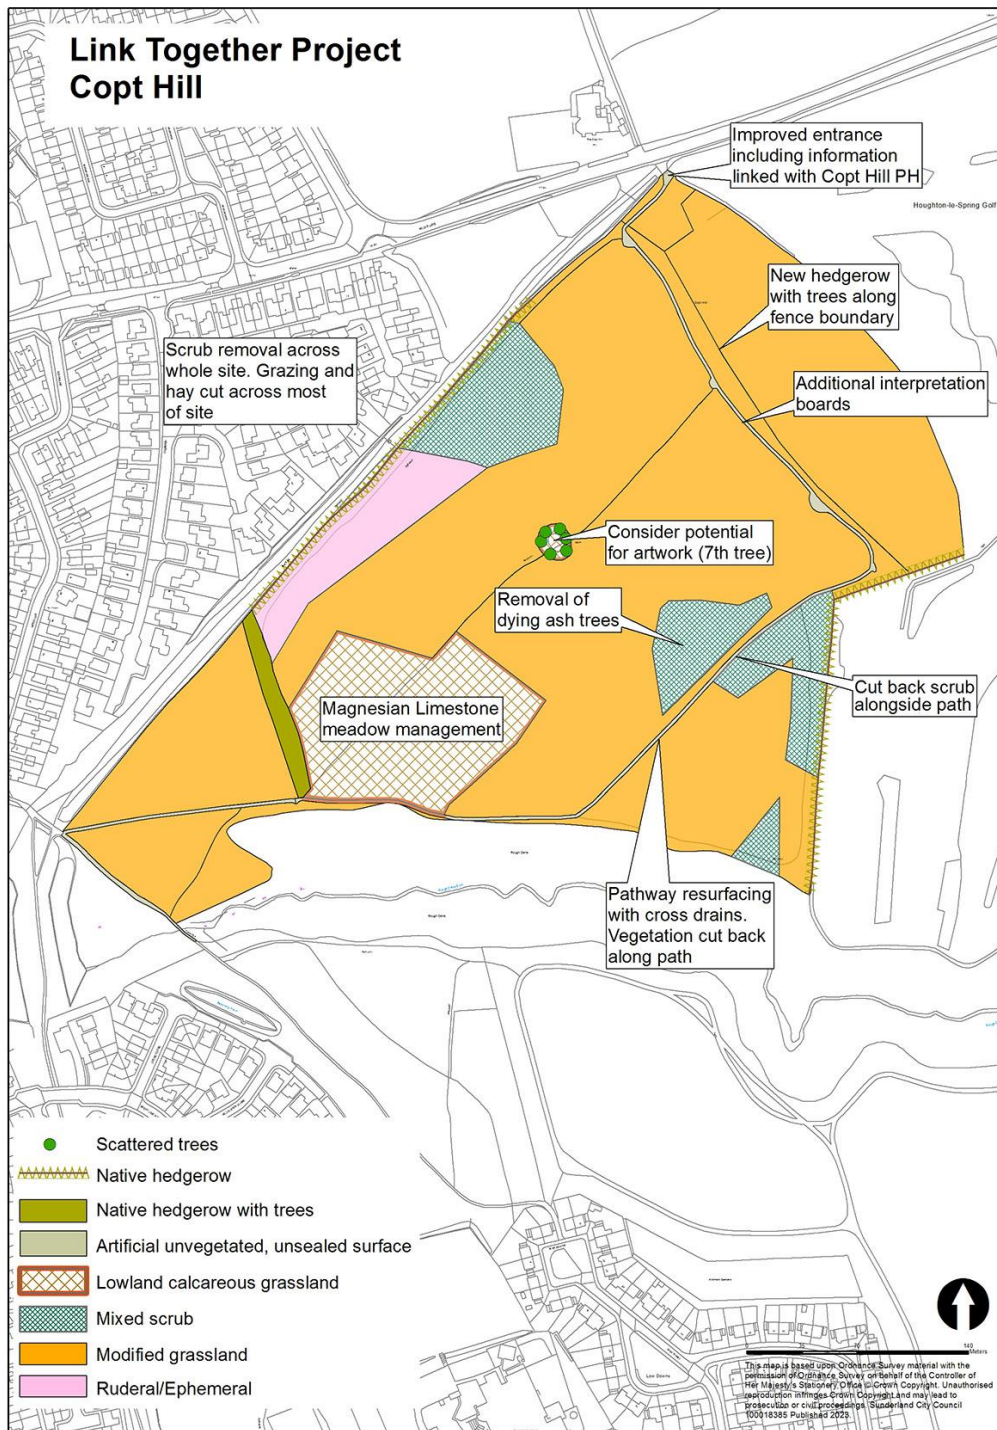 Link Together Project
Copt Hill
Improved entrance
including information
linked with Copt Hill PH
Houghton-le-Spring Golf
New hedgerow
with trees along
fence boundary
Scrub removal across
whole site. Grazing and
hay cut across most
of site
Additional interpretation
boards
Consider potential
for artwork (7th tree)
Removal of
dying ash trees
Cut back scrub
alongside path
Magnesian Limestone
meadow management
Rough Dene
Rough Dene
Pathway resurfacing
with cross drains.
Vegetation cut back
along path
Scattered trees
Native hedgerow
Native hedgerow with trees
Artificial unvegetated, unsealed surface
Lowland calcareous grassland
Mixed scrub
Modified grassland
Ruderal/Ephemeral
140
Meters
This map is based upon Ordnance Survey material with the
permission of Ordnance Survey on behalf of the Controller of
Her Majesty's Stationery Office © Crown Copyright. Unauthorised
reproduction infringes Crown Copyright and may lead to
prosecution or civil proceedings. Sunderland City Council
100018385 Published 2023.